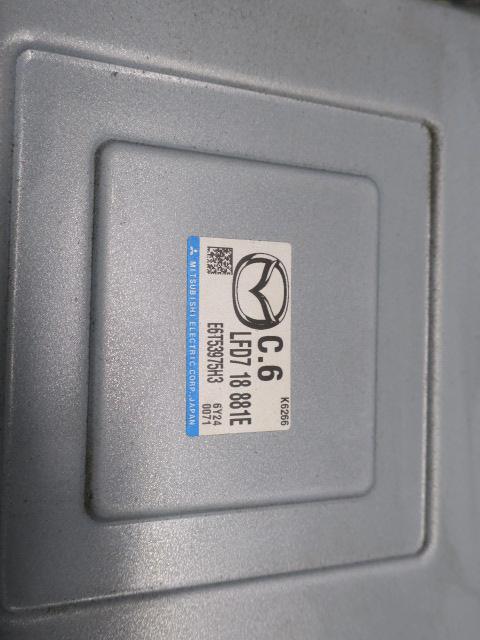 K6266
C.6
LFD7 18 881E
E6T53975H3
6Y24
0071
MITSUBISHI ELECTRIC CORP. JAPAN